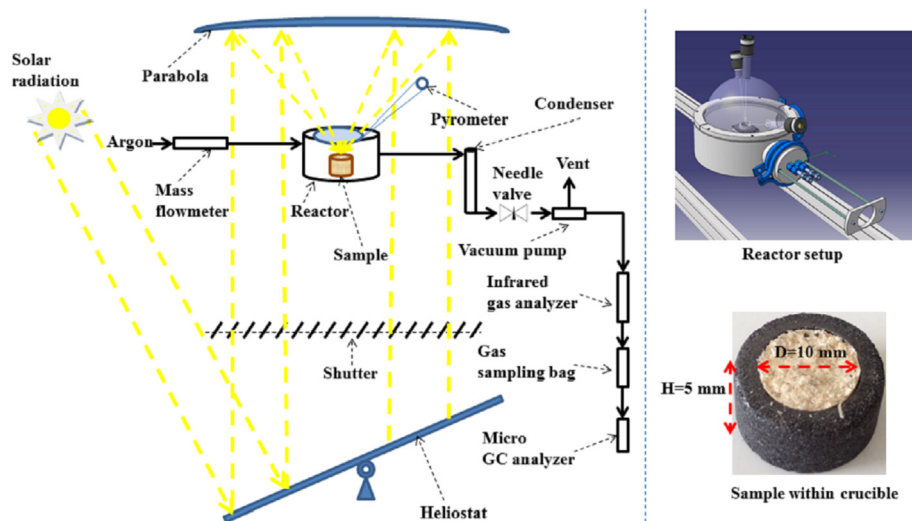 Solar
radiation
Parabola
Argon
Mass
flowmeter
Reactor
Sample
Pyrometer
Condenser
Needle
valve
Vent
Vacuum pump
Infrared
gas analyzer
Gas
sampling bag
Micro
GC analyzer
Shutter
Heliostat
Reactor setup
D=10 mm
H=5 mm
Sample within crucible